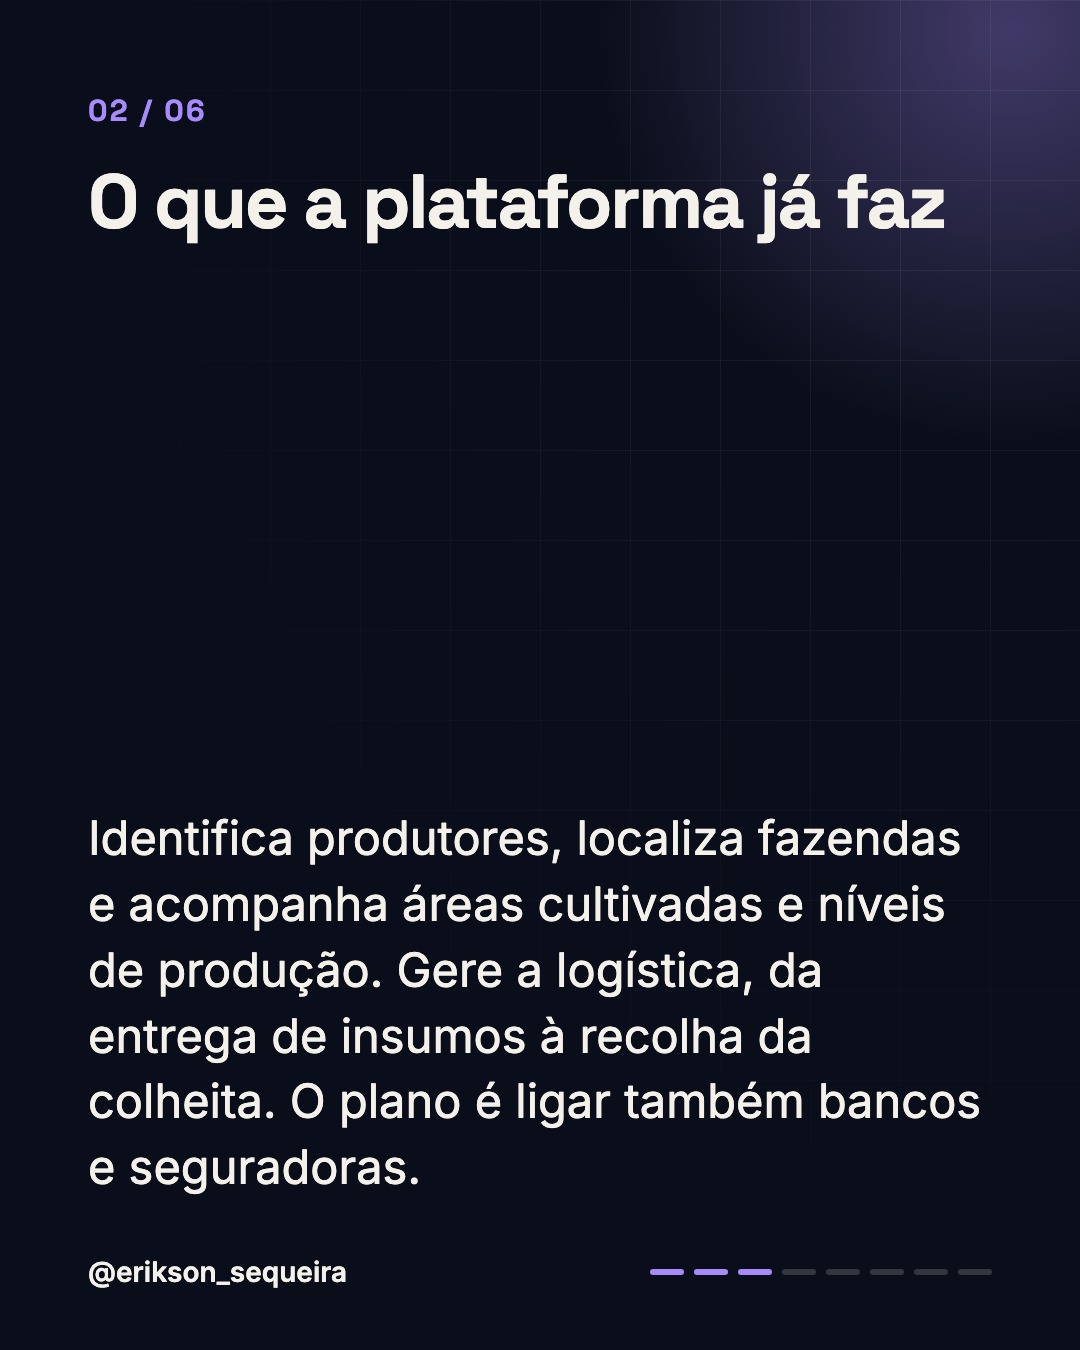 02 / 06
O que a plataforma já faz
Identifica produtores, localiza fazendas
e acompanha áreas cultivadas e níveis
de produção. Gere a logística, da
entrega de insumos à recolha da
colheita. O plano é ligar também bancos
e seguradoras.
@erikson_sequeira